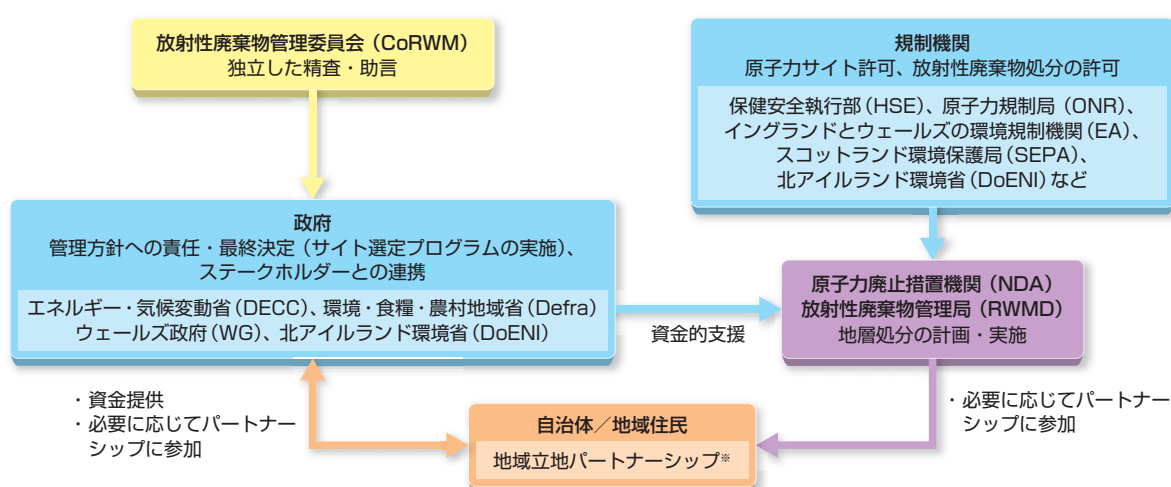 放射性廃棄物管理委員会（CoRWM）
独立した精査・助言
規制機関
原子力サイト許可、放射性廃棄物処分の許可
保健安全執行部（HSE）、原子力規制局（ONR）、
イングランドとウェールズの環境規制機関（EA）、
スコットランド環境保護局（SEPA）、
北アイルランド環境省（DoENI）など
政府
管理方針への責任・最終決定（サイト選定プログラムの実施）、
ステークホルダーとの連携
エネルギー・気候変動省（DECC）、環境・食糧・農村地域省（Defra）
ウェールズ政府（WG）、北アイルランド環境省（DoENI）
資金的支援
原子力廃止措置機関（NDA）
放射性廃棄物管理局（RWMD）
地層処分の計画・実施
・資金提供
・必要に応じてパートナー
シップに参加
自治体／地域住民
地域立地パートナーシップ※
・必要に応じてパートナー
シップに参加